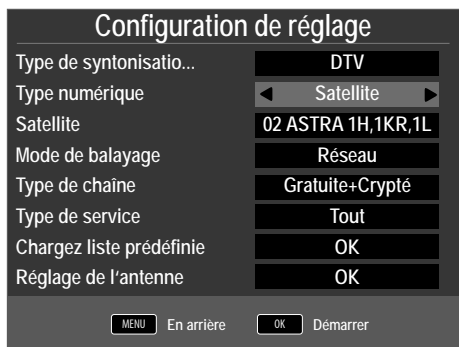 Configuration de réglage
Type de syntonisatio... DTV
Type numérique Satellite
Satellite 02 ASTRA 1H,1KR,1L
Mode de balayage Réseau
Type de chaîne Gratuite+Crypté
Type de service Tout
Chargez liste prédéfinie OK
Réglage de l'antenne OK
MENU En arrière OK Démarrer